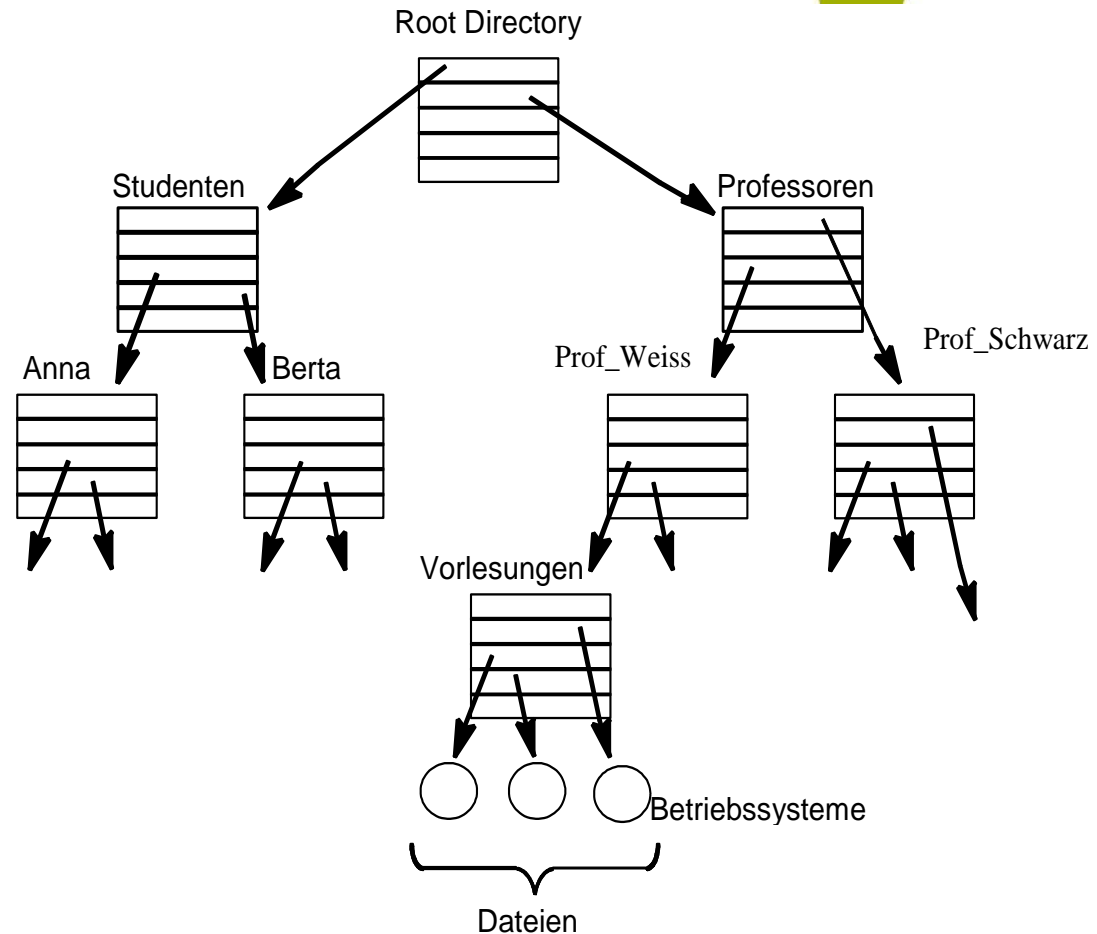 Root Directory
Studenten
Professoren
Anna
Berta
Prof_Weiss
Prof_Schwarz
Vorlesungen
Betriebssysteme
Dateien